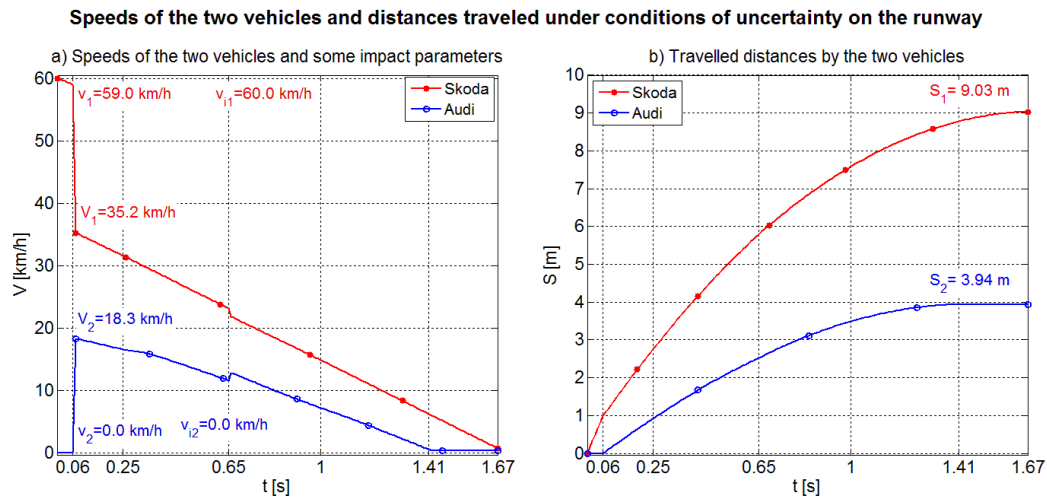 Speeds of the two vehicles and distances traveled under conditions of uncertainty on the runway
a) Speeds of the two vehicles and some impact parameters
60
50
40
30
20
10
0
V [km/h]
v1=59.0 km/h
vi1=60.0 km/h
Skoda
Audi
V1=35.2 km/h
V2=18.3 km/h
v2=0.0 km/h
vi2=0.0 km/h
0.06 0.25 0.65 1 1.41 1.67
t [s]
b) Travelled distances by the two vehicles
10
9
8
7
6
5
4
3
2
1
0
S [m]
Skoda
Audi
S1= 9.03 m
S2= 3.94 m
0.06 0.25 0.65 1 1.41 1.67
t [s]